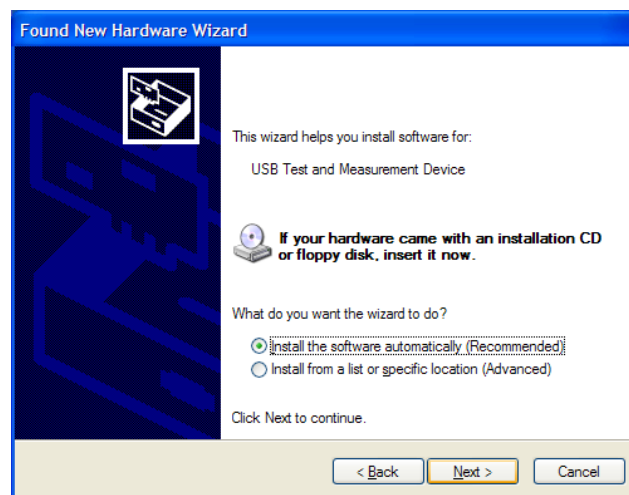 Found New Hardware Wizard
This wizard helps you install software for:
USB Test and Measurement Device
If your hardware came with an installation CD
or floppy disk, insert it now.
What do you want the wizard to do?
Install the software automatically (Recommended)
Install from a list or specific location (Advanced)
Click Next to continue.
< Back Next > Cancel